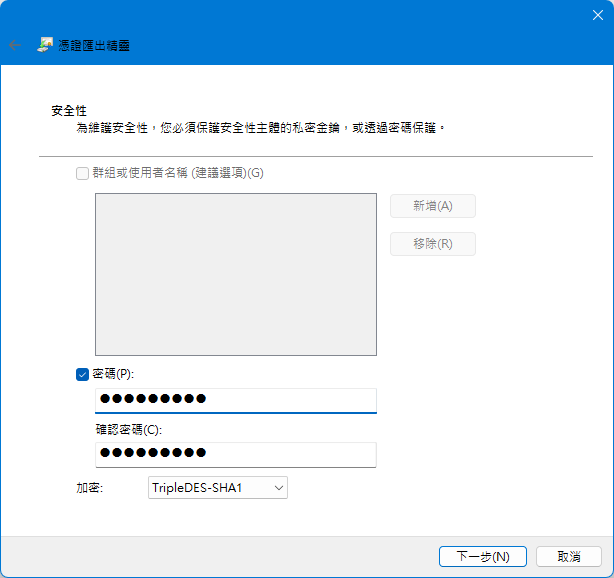 憑證匯出精靈
安全性
為維護安全性，您必須保護安全性主體的私密金鑰，或透過密碼保護。
群組或使用者名稱 (建議選項)(G)
新增(A)
移除(R)
密碼(P):
●●●●●●●●●
確認密碼(C):
●●●●●●●●●
加密: TripleDES-SHA1
下一步(N) 取消